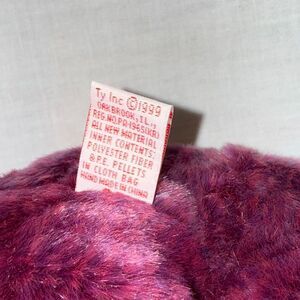 Ty Inc ©1999
OAKBROOK, IL.,
REG. NO. PA-1965(KR)
ALL NEW MATERIAL
INNER CONTENTS:
POLYESTER FIBER
& P.E. PELLETS
IN CLOTH BAG
HAND MADE IN CHINA